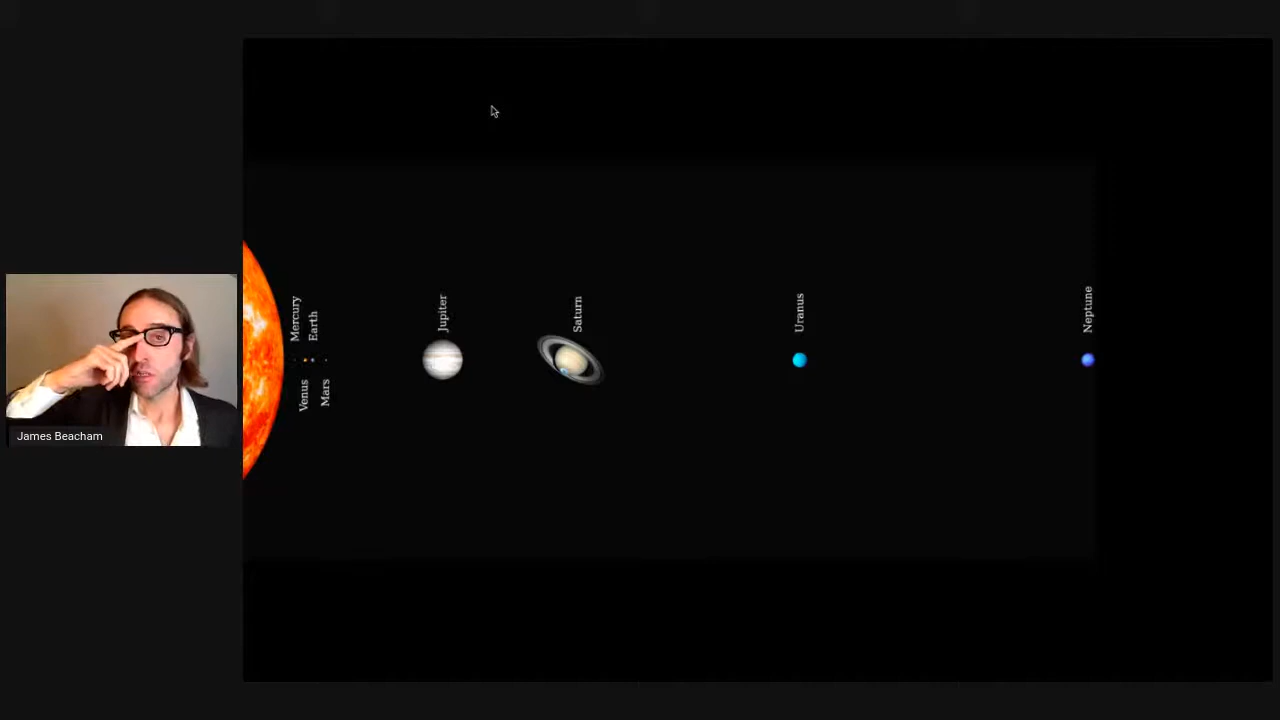 Mercury
Venus
Earth
Mars
Jupiter
Saturn
Uranus
Neptune
James Beacham